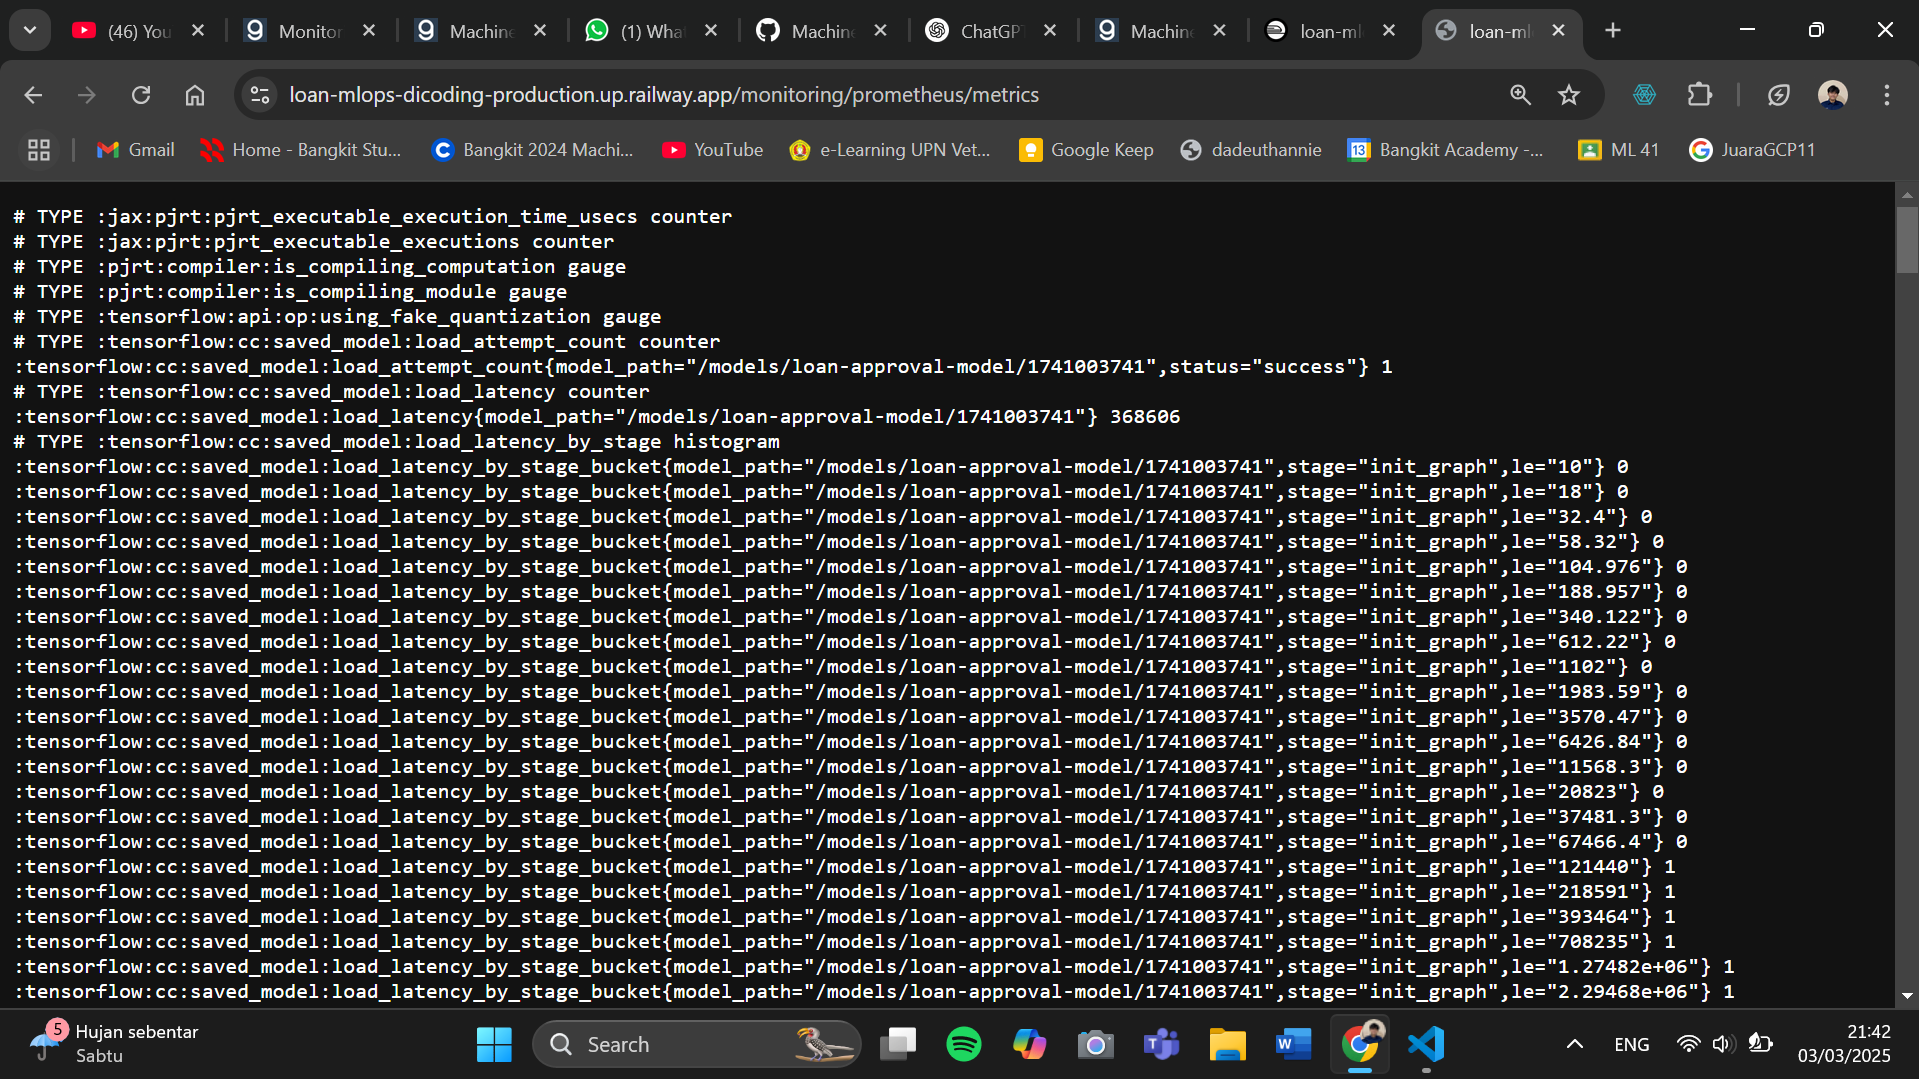 (46) You
Monitor
Machine
(1) What
Machine
ChatGPT
Machine
loan-ml
loan-ml
loan-mlops-dicoding-production.up.railway.app/monitoring/prometheus/metrics
Gmail
Home - Bangkit Stu...
Bangkit 2024 Machi...
YouTube
e-Learning UPN Vet...
Google Keep
dadeuthannie
13
Bangkit Academy -...
ML 41
JuaraGCP11
# TYPE :jax:pjrt:pjrt_executable_execution_time_usecs counter
# TYPE :jax:pjrt:pjrt_executable_executions counter
# TYPE :pjrt:compiler:is_compiling_computation gauge
# TYPE :pjrt:compiler:is_compiling_module gauge
# TYPE :tensorflow:api:op:using_fake_quantization gauge
# TYPE :tensorflow:cc:saved_model:load_attempt_count counter
:tensorflow:cc:saved_model:load_attempt_count{model_path="/models/loan-approval-model/1741003741",status="success"} 1
# TYPE :tensorflow:cc:saved_model:load_latency counter
:tensorflow:cc:saved_model:load_latency{model_path="/models/loan-approval-model/1741003741"} 368606
# TYPE :tensorflow:cc:saved_model:load_latency_by_stage histogram
:tensorflow:cc:saved_model:load_latency_by_stage_bucket{model_path="/models/loan-approval-model/1741003741",stage="init_graph",le="10"} 0
:tensorflow:cc:saved_model:load_latency_by_stage_bucket{model_path="/models/loan-approval-model/1741003741",stage="init_graph",le="18"} 0
:tensorflow:cc:saved_model:load_latency_by_stage_bucket{model_path="/models/loan-approval-model/1741003741",stage="init_graph",le="32.4"} 0
:tensorflow:cc:saved_model:load_latency_by_stage_bucket{model_path="/models/loan-approval-model/1741003741",stage="init_graph",le="58.32"} 0
:tensorflow:cc:saved_model:load_latency_by_stage_bucket{model_path="/models/loan-approval-model/1741003741",stage="init_graph",le="104.976"} 0
:tensorflow:cc:saved_model:load_latency_by_stage_bucket{model_path="/models/loan-approval-model/1741003741",stage="init_graph",le="188.957"} 0
:tensorflow:cc:saved_model:load_latency_by_stage_bucket{model_path="/models/loan-approval-model/1741003741",stage="init_graph",le="340.122"} 0
:tensorflow:cc:saved_model:load_latency_by_stage_bucket{model_path="/models/loan-approval-model/1741003741",stage="init_graph",le="612.22"} 0
:tensorflow:cc:saved_model:load_latency_by_stage_bucket{model_path="/models/loan-approval-model/1741003741",stage="init_graph",le="1102"} 0
:tensorflow:cc:saved_model:load_latency_by_stage_bucket{model_path="/models/loan-approval-model/1741003741",stage="init_graph",le="1983.59"} 0
:tensorflow:cc:saved_model:load_latency_by_stage_bucket{model_path="/models/loan-approval-model/1741003741",stage="init_graph",le="3570.47"} 0
:tensorflow:cc:saved_model:load_latency_by_stage_bucket{model_path="/models/loan-approval-model/1741003741",stage="init_graph",le="6426.84"} 0
:tensorflow:cc:saved_model:load_latency_by_stage_bucket{model_path="/models/loan-approval-model/1741003741",stage="init_graph",le="11568.3"} 0
:tensorflow:cc:saved_model:load_latency_by_stage_bucket{model_path="/models/loan-approval-model/1741003741",stage="init_graph",le="20823"} 0
:tensorflow:cc:saved_model:load_latency_by_stage_bucket{model_path="/models/loan-approval-model/1741003741",stage="init_graph",le="37481.3"} 0
:tensorflow:cc:saved_model:load_latency_by_stage_bucket{model_path="/models/loan-approval-model/1741003741",stage="init_graph",le="67466.4"} 0
:tensorflow:cc:saved_model:load_latency_by_stage_bucket{model_path="/models/loan-approval-model/1741003741",stage="init_graph",le="121440"} 1
:tensorflow:cc:saved_model:load_latency_by_stage_bucket{model_path="/models/loan-approval-model/1741003741",stage="init_graph",le="218591"} 1
:tensorflow:cc:saved_model:load_latency_by_stage_bucket{model_path="/models/loan-approval-model/1741003741",stage="init_graph",le="393464"} 1
:tensorflow:cc:saved_model:load_latency_by_stage_bucket{model_path="/models/loan-approval-model/1741003741",stage="init_graph",le="708235"} 1
:tensorflow:cc:saved_model:load_latency_by_stage_bucket{model_path="/models/loan-approval-model/1741003741",stage="init_graph",le="1.27482e+06"} 1
:tensorflow:cc:saved_model:load_latency_by_stage_bucket{model_path="/models/loan-approval-model/1741003741",stage="init_graph",le="2.29468e+06"} 1
5
Hujan sebentar
Sabtu
Search
ENG
21:42
03/03/2025